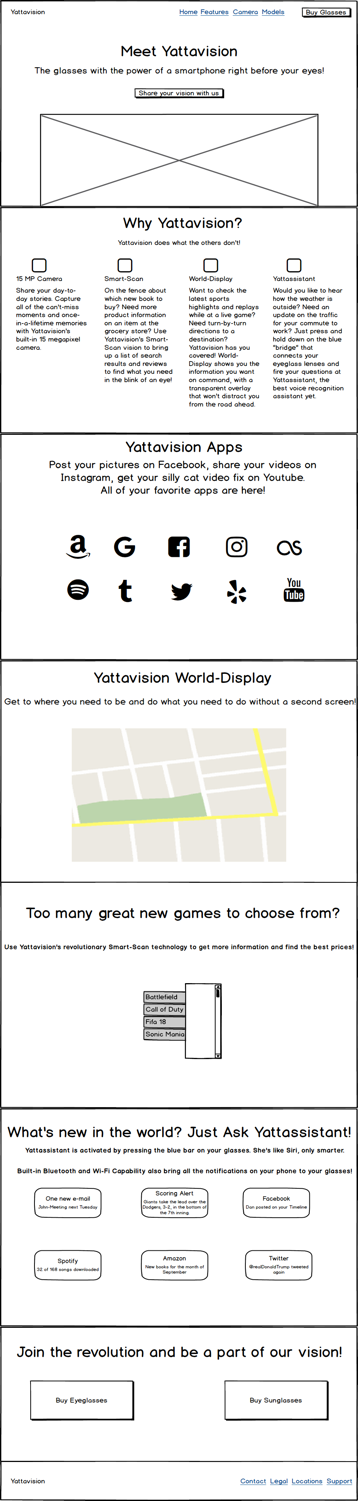 Yattavision
Home Features Camera Models
Buy Glasses
Meet Yattavision
The glasses with the power of a smartphone right before your eyes!
Share your vision with us
Why Yattavision?
Yattavision does what the others don't!
15 MP Camera
Share your day-to-
day stories. Capture
all of the can't-miss
moments and once-
in-a-lifetime memories
with Yattavision's
built-in 15 megapixel
camera.
Smart-Scan
On the fence about
which new book to
buy? Need more
product information
on an item at the
grocery store? Use
Yattavision's Smart-
Scan vision to bring
up a list of search
results and reviews
to find what you need
in the blink of an eye!
World-Display
Want to check the
latest sports
highlights and replays
while at a live game?
Need turn-by-turn
directions to a
destination?
Yattavision has you
covered! World-
Display shows you the
information you want
on command, with a
transparent overlay
that won't distract you
from the road ahead.
Yattassistant
Would you like to hear
how the weather is
outside? Need an
update on the traffic
for your commute to
work? Just press and
hold down on the blue
"bridge" that
connects your
eyeglass lenses and
fire your questions at
Yattassistant, the
best voice recognition
assistant yet.
Yattavision Apps
Post your pictures on Facebook, share your videos on
Instagram, get your silly cat video fix on Youtube.
All of your favorite apps are here!
You
Tube
Yattavision World-Display
Get to where you need to be and do what you need to do without a second screen!
Too many great new games to choose from?
Use Yattavision's revolutionary Smart-Scan technology to get more information and find the best prices!
Battlefield
Call of Duty
Fifa 18
Sonic Mania
What's new in the world? Just Ask Yattassistant!
Yattassistant is activated by pressing the blue bar on your glasses. She's like Siri, only smarter.
Built-in Bluetooth and Wi-Fi Capability also bring all the notifications on your phone to your glasses!
One new e-mail
John-Meeting next Tuesday
Scoring Alert
Giants take the lead over the
Dodgers, 3-2, in the bottom of
the 7th inning.
Facebook
Dan posted on your Timeline
Spotify
32 of 168 songs downloaded
Amazon
New books for the month of
September
Twitter
@realDonaldTrump tweeted
again
Join the revolution and be a part of our vision!
Buy Eyeglasses
Buy Sunglasses
Yattavision
Contact Legal Locations Support